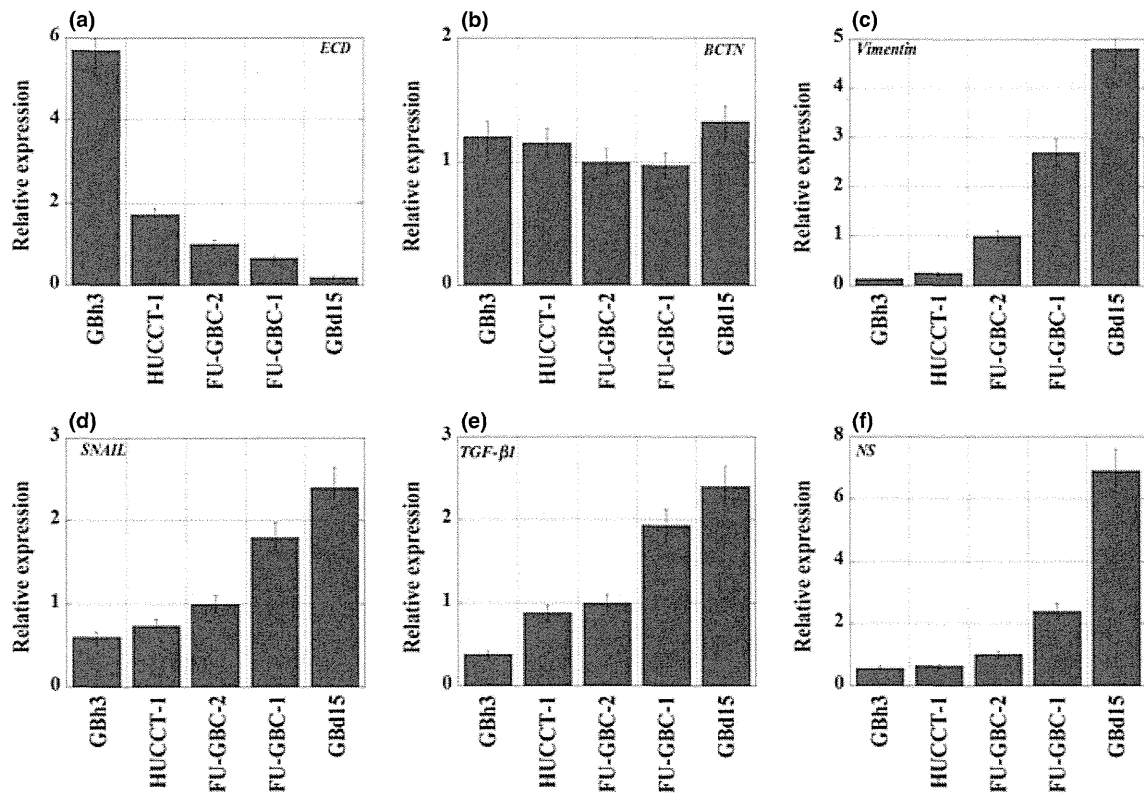 (a)
ECD
Relative expression
6
4
2
0
GBh3
HUCCT-1
FU-GBC-2
FU-GBC-1
GBd15
(b)
BCTN
Relative expression
2
1
0
GBh3
HUCCT-1
FU-GBC-2
FU-GBC-1
GBd15
(c)
Vimentin
Relative expression
5
4
3
2
1
0
GBh3
HUCCT-1
FU-GBC-2
FU-GBC-1
GBd15
(d)
SNAIL
Relative expression
3
2
1
0
GBh3
HUCCT-1
FU-GBC-2
FU-GBC-1
GBd15
(e)
TGF-β1
Relative expression
3
2
1
0
GBh3
HUCCT-1
FU-GBC-2
FU-GBC-1
GBd15
(f)
NS
Relative expression
8
6
4
2
0
GBh3
HUCCT-1
FU-GBC-2
FU-GBC-1
GBd15